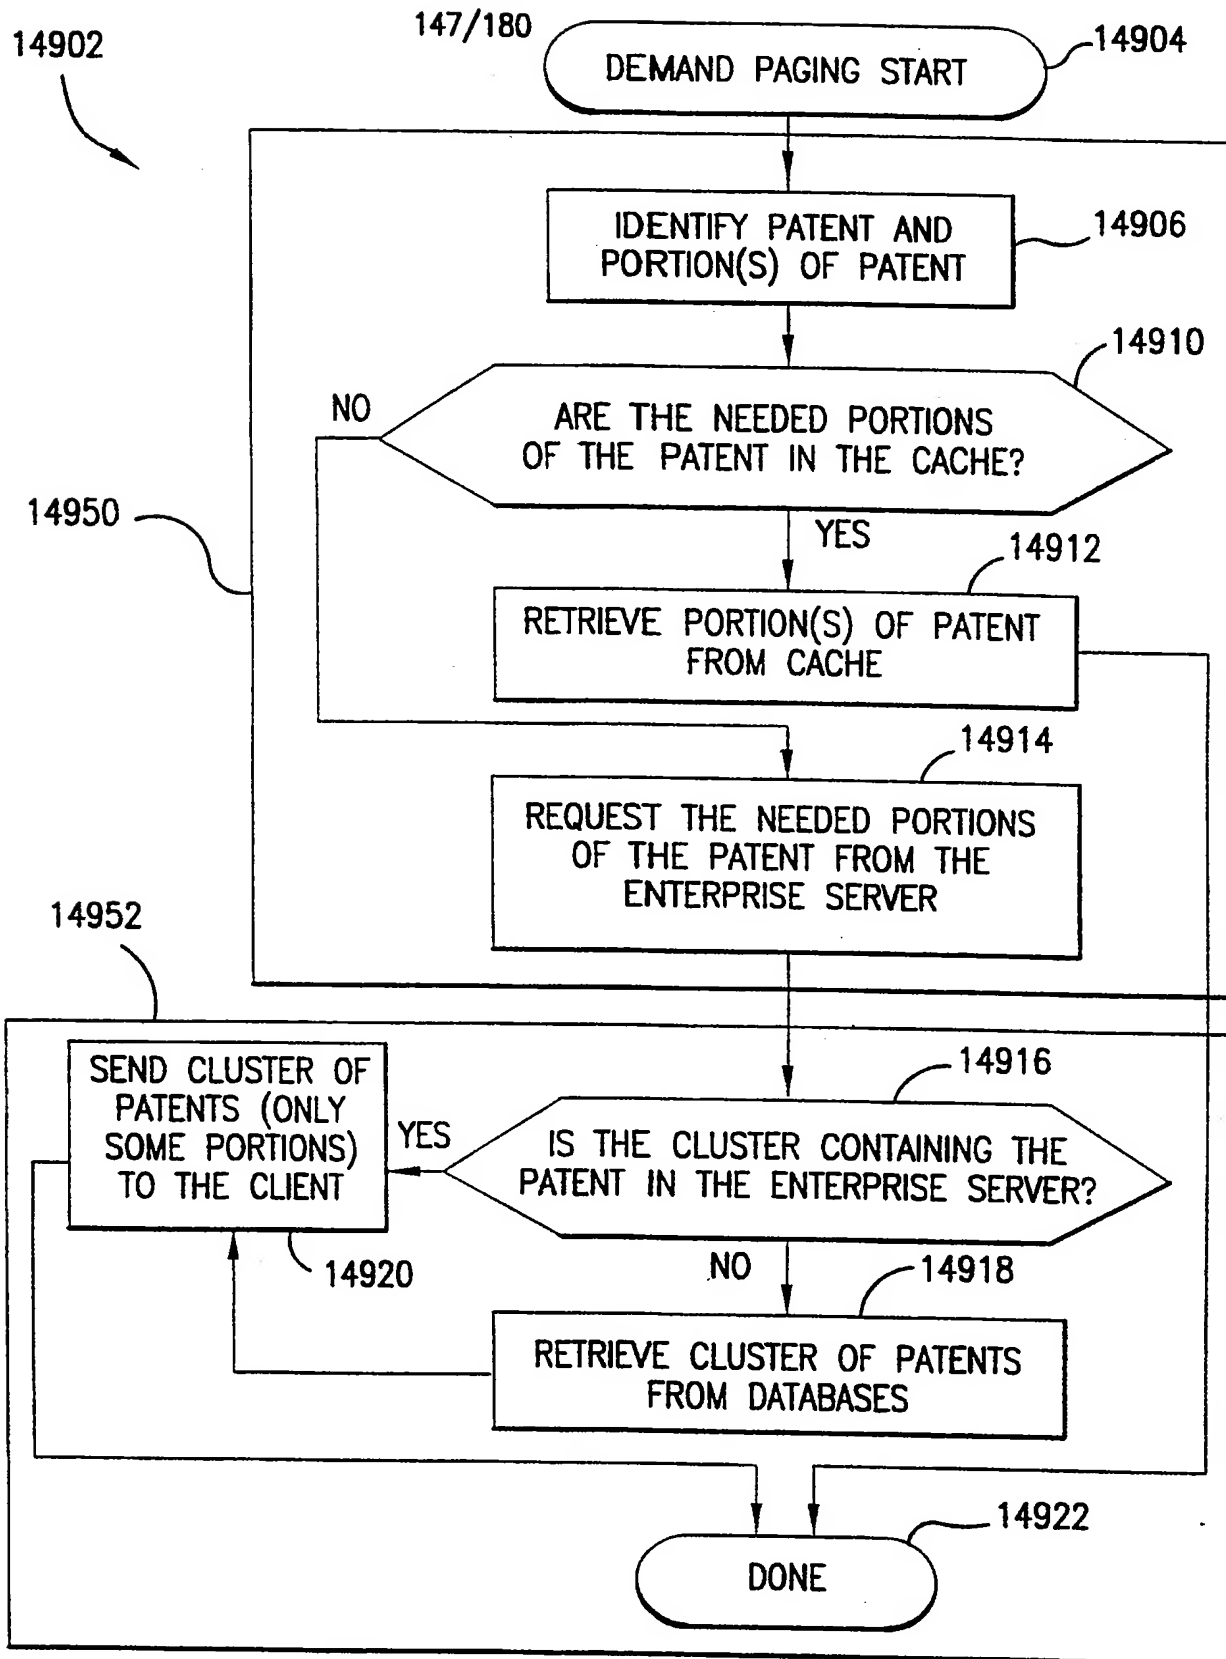 147/180
14902
14904
DEMAND PAGING START
14906
IDENTIFY PATENT AND
PORTION(S) OF PATENT
14910
NO
ARE THE NEEDED PORTIONS
OF THE PATENT IN THE CACHE?
14950
YES
14912
RETRIEVE PORTION(S) OF PATENT
FROM CACHE
14914
REQUEST THE NEEDED PORTIONS
OF THE PATENT FROM THE
ENTERPRISE SERVER
14952
SEND CLUSTER OF
PATENTS (ONLY
SOME PORTIONS)
TO THE CLIENT
14916
YES
IS THE CLUSTER CONTAINING THE
PATENT IN THE ENTERPRISE SERVER?
14920
NO
14918
RETRIEVE CLUSTER OF PATENTS
FROM DATABASES
14922
DONE